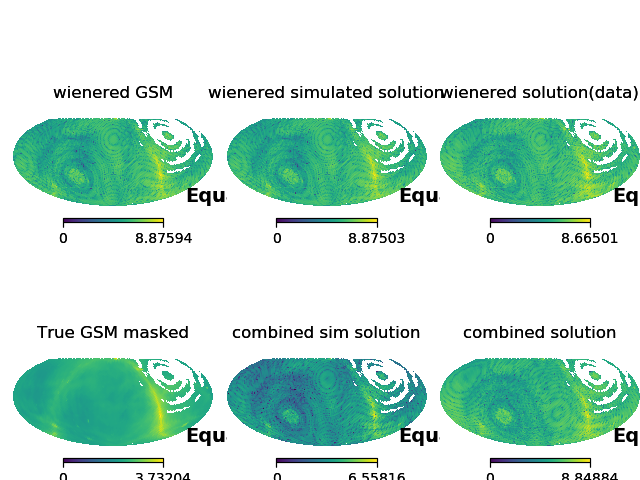 wienered GSM
wienered simulated solution
wienered solution(data)
Equ
Equ
Eq
0 8.87594
0 8.87503
0 8.66501
True GSM masked
combined sim solution
combined solution
Equ
Equ
Eq
0 3.73204
0 6.55816
0 8.84884